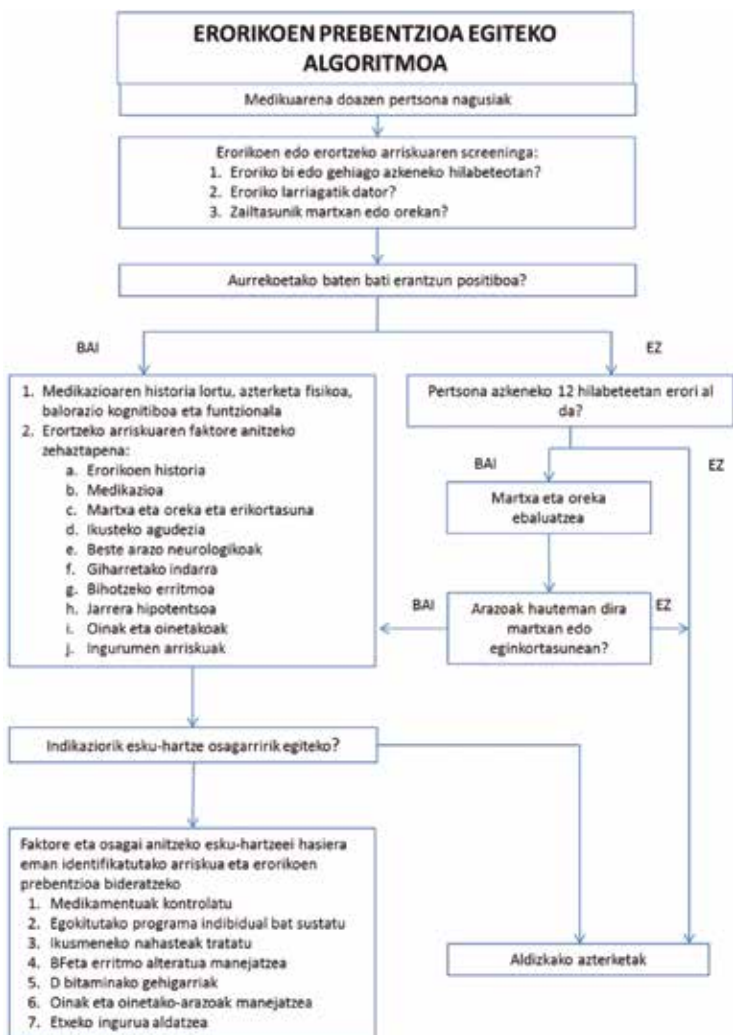 ERORIKOEN PREBENTZIOA EGITEKO
ALGORITMOA
Medikuarena doazen pertsona nagusiak
Erorikoen edo erortzeko arriskuaren screeninga:
1. Eroriko bi edo gehiago azkeneko hilabeteotan?
2. Eroriko larriagatik dator?
3. Zailtasunik martxan edo orekan?
Aurrekoetako baten bati erantzun positiboa?
BAI
EZ
1. Medikazioaren historia lortu, azterketa fisikoa,
balorazio kognitiboa eta funtzionala
2. Erortzeko arriskuaren faktore anitzeko
zehaztapena:
a. Erorikoen historia
b. Medikazioa
c. Martxa eta oreka eta erikortasuna
d. Ikusteko agudezia
e. Beste arazo neurologikoak
f. Giharretako indarra
g. Bihotzeko erritmoa
h. Jarrera hipotentsoa
i. Oinak eta oinetakoak
j. Ingurumen arriskuak
Pertsona azkeneko 12 hilabeteetan erori al
da?
BAI
EZ
Martxa eta oreka
ebaluatzea
BAI
Arazoak hauteman dira
martxan edo
eginkortasunean?
EZ
Indikaziorik esku-hartze osagarririk egiteko?
Faktore eta osagai anitzeko esku-hartzeei hasiera
eman identifikatutako arriskua eta erorikoen
prebentzioa bideratzeko
1. Medikamentuak kontrolatu
2. Egokitutako programa indibidual bat sustatu
3. Ikusmeneko nahasteak tratatu
4. BFeta erritmo alteratua manejatzea
5. D bitaminako gehigarriak
6. Oinak eta oinetako-arazoak manejatzea
7. Etxeko ingurua aldatzea
Aldizkako azterketak